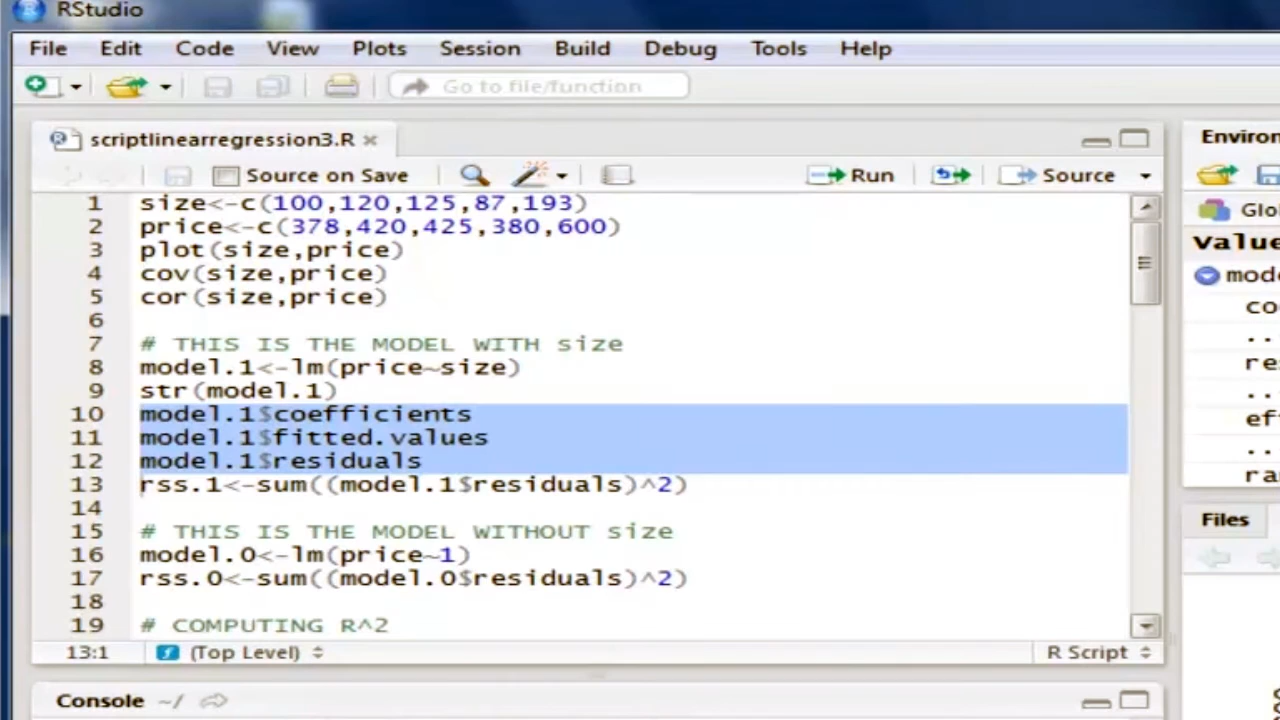 RStudio
File Edit Code View Plots Session Build Debug Tools Help
Go to file/function
scriptlinearregression3.R
Source on Save Run Source
1 size<-c(100,120,125,87,193)
2 price<-c(378,420,425,380,600)
3 plot(size,price)
4 cov(size,price)
5 cor(size,price)
6
7 # THIS IS THE MODEL WITH size
8 model.1<-lm(price~size)
9 str(model.1)
10 model.1$coefficients
11 model.1$fitted.values
12 model.1$residuals
13 rss.1<-sum((model.1$residuals)^2)
14
15 # THIS IS THE MODEL WITHOUT size
16 model.0<-lm(price~1)
17 rss.0<-sum((model.0$residuals)^2)
18
19 # COMPUTING R^2
13:1 (Top Level) R Script
Console ~/
Environ
Glo
Value
mode
co
..
re
..
ef
..
ra
Files